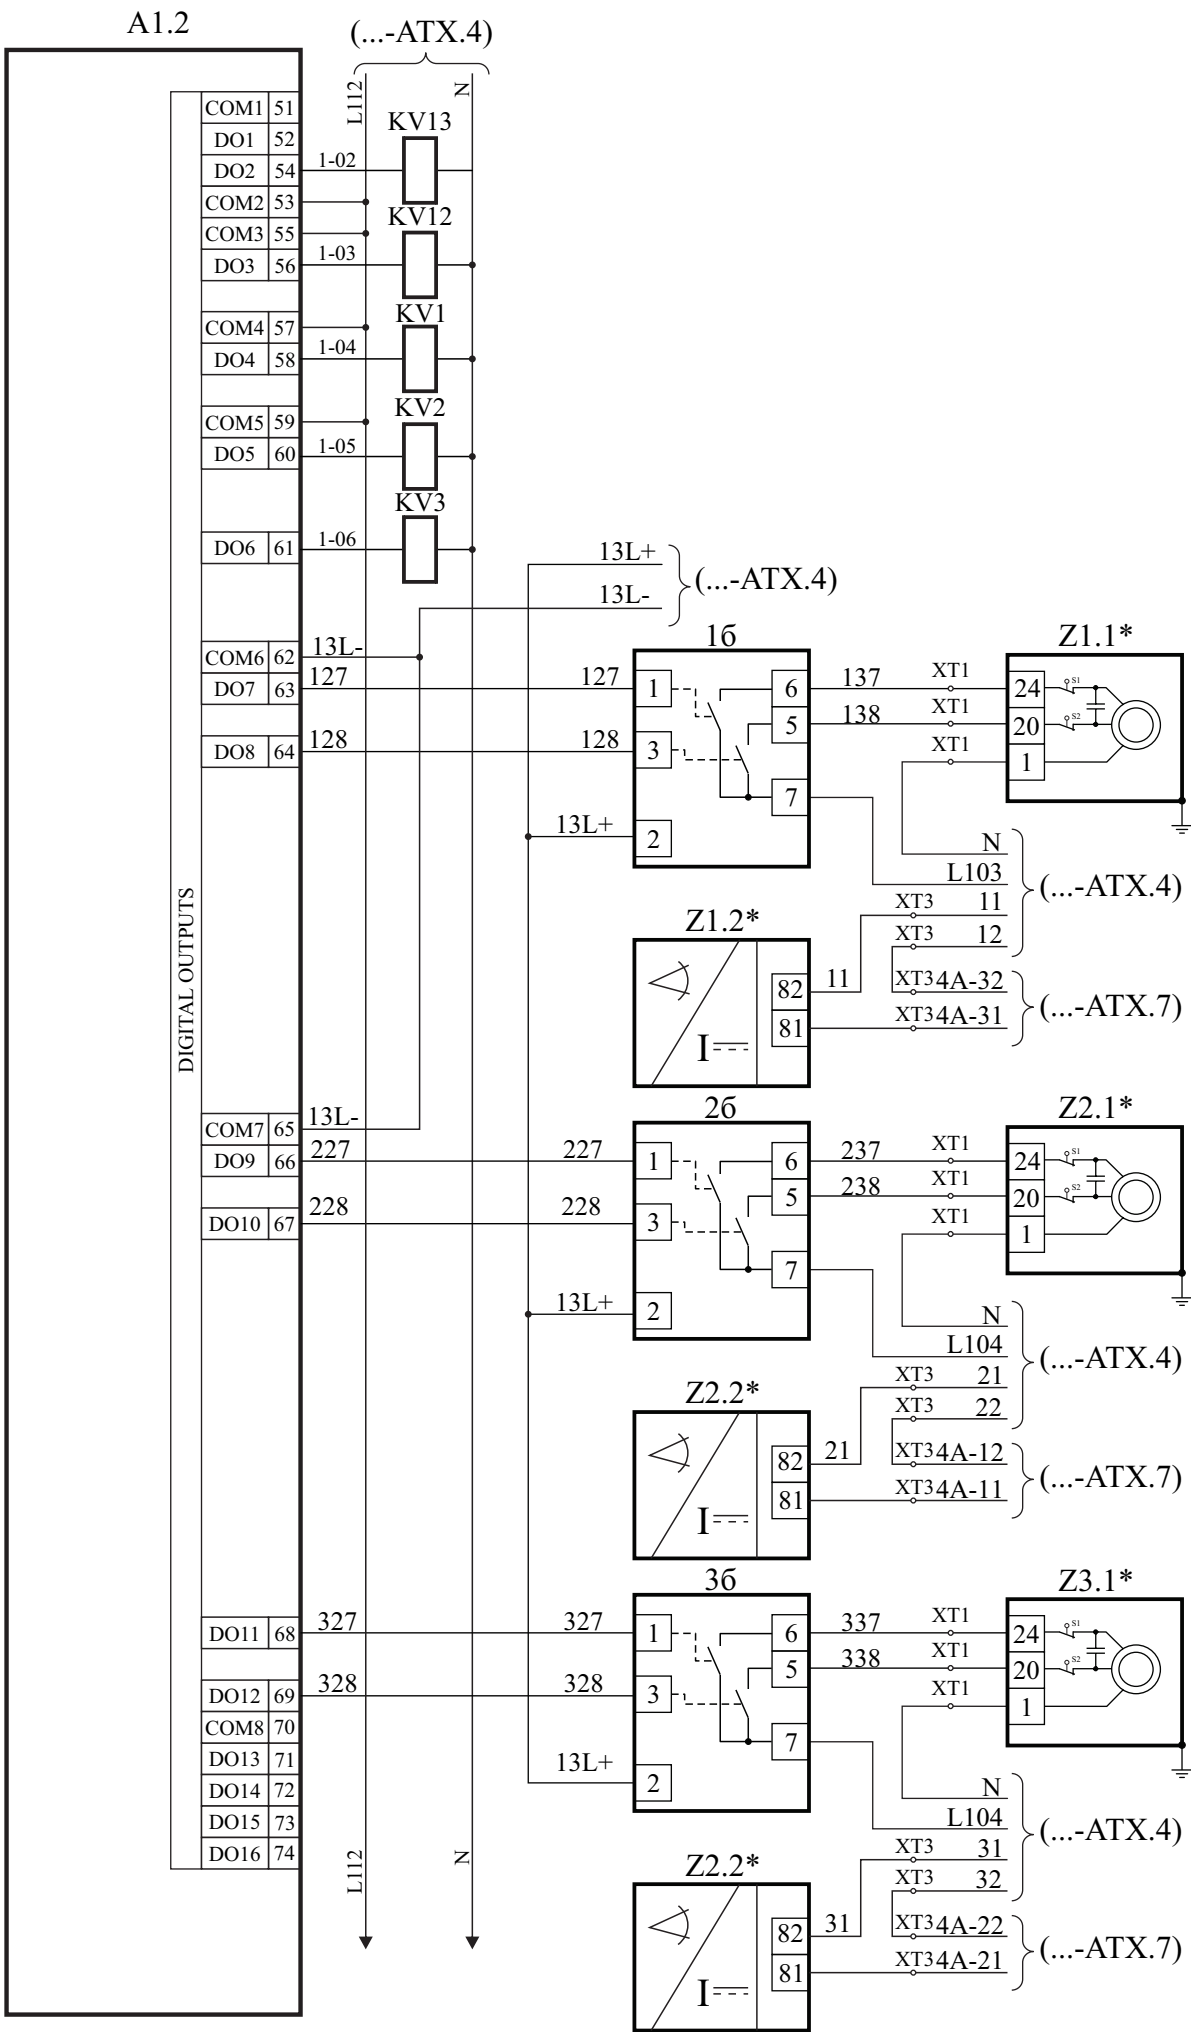 A1.2
(...-ATX.4)
L112
N
COM1 51
DO1 52
DO2 54
1-02
KV13
COM2 53
COM3 55
KV12
DO3 56
1-03
COM4 57
KV1
DO4 58
1-04
COM5 59
KV2
DO5 60
1-05
KV3
DO6 61
1-06
13L+
13L-
(...-ATX.4)
COM6 62
13L-
DO7 63
127
127
DO8 64
128
128
13L+
1б
1
3
2
6
5
7
137
138
XT1
XT1
XT1
Z1.1*
24
20
1
S1
S2
N
L103
XT3
11
XT3
12
(...-ATX.4)
XT3
4A-32
XT3
4A-31
(...-ATX.7)
Z1.2*
82
81
11
I
DIGITAL OUTPUTS
COM7 65
13L-
DO9 66
227
227
DO10 67
228
228
13L+
2б
1
3
2
6
5
7
237
238
XT1
XT1
XT1
Z2.1*
24
20
1
S1
S2
N
L104
XT3
21
XT3
22
(...-ATX.4)
XT3
4A-12
XT3
4A-11
(...-ATX.7)
Z2.2*
82
81
21
I
DO11 68
327
327
DO12 69
328
328
COM8 70
DO13 71
DO14 72
DO15 73
DO16 74
13L+
3б
1
3
2
6
5
7
337
338
XT1
XT1
XT1
Z3.1*
24
20
1
S1
S2
N
L104
XT3
31
XT3
32
(...-ATX.4)
XT3
4A-22
XT3
4A-21
(...-ATX.7)
Z2.2*
82
81
31
I
L112
N